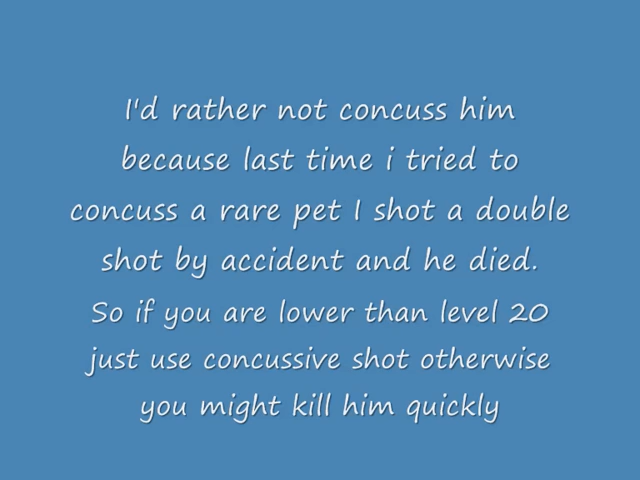 I'd rather not concuss him
because last time i tried to
concuss a rare pet I shot a double
shot by accident and he died.
So if you are lower than level 20
just use concussive shot otherwise
you might kill him quickly